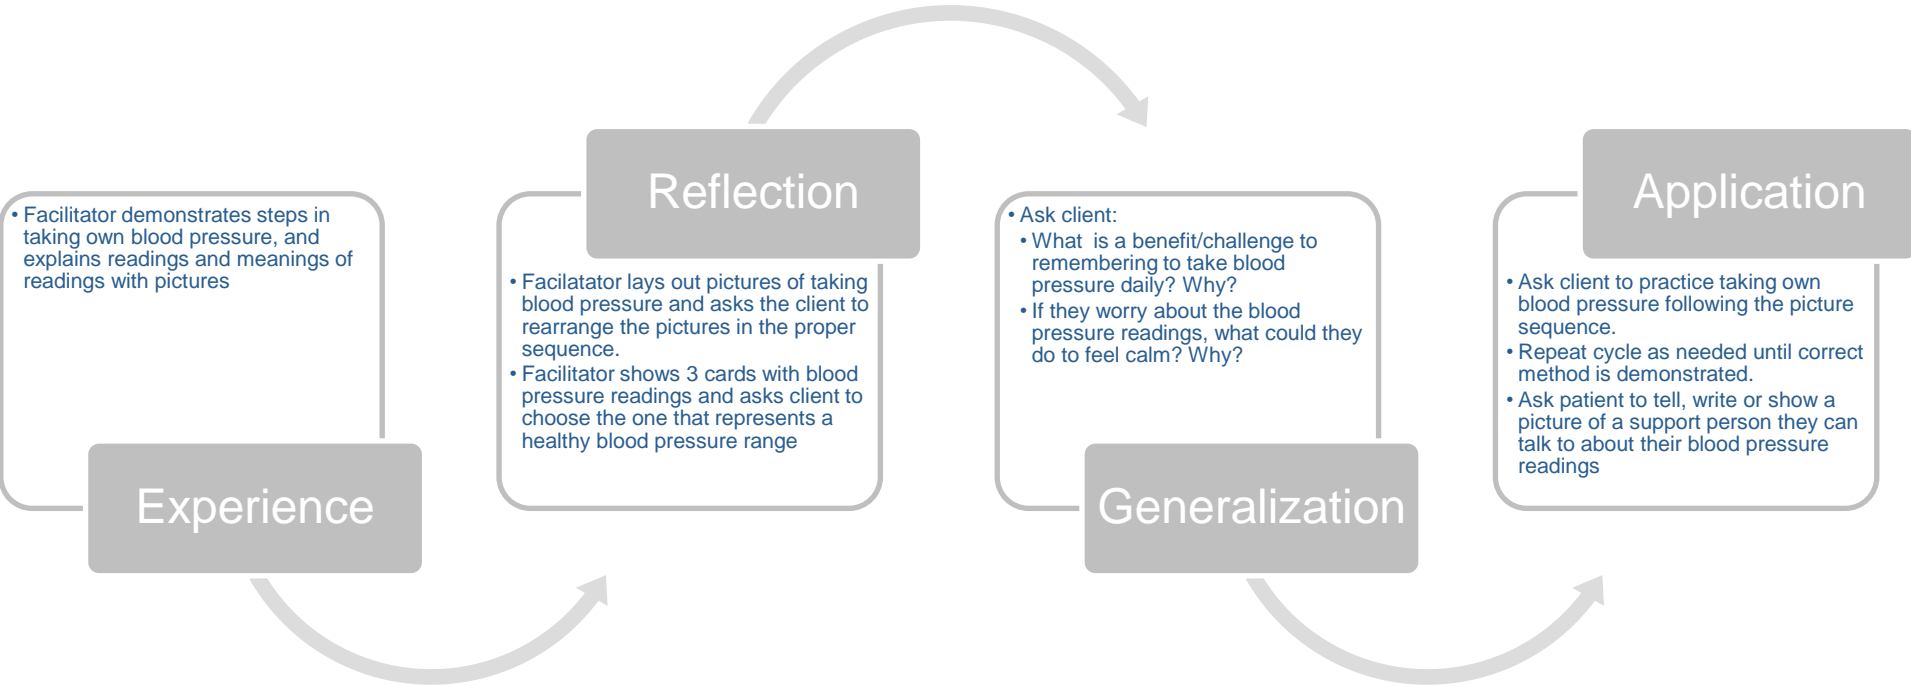 • Facilitator demonstrates steps in
taking own blood pressure, and
explains readings and meanings of
readings with pictures
Experience
Reflection
• Facilatator lays out pictures of taking
blood pressure and asks the client to
rearrange the pictures in the proper
sequence.
• Facilitator shows 3 cards with blood
pressure readings and asks client to
choose the one that represents a
healthy blood pressure range
• Ask client:
• What  is a benefit/challenge to
remembering to take blood
pressure daily? Why?
• If they worry about the blood
pressure readings, what could they
do to feel calm? Why?
Generalization
Application
• Ask client to practice taking own
blood pressure following the picture
sequence.
• Repeat cycle as needed until correct
method is demonstrated.
• Ask patient to tell, write or show a
picture of a support person they can
talk to about their blood pressure
readings